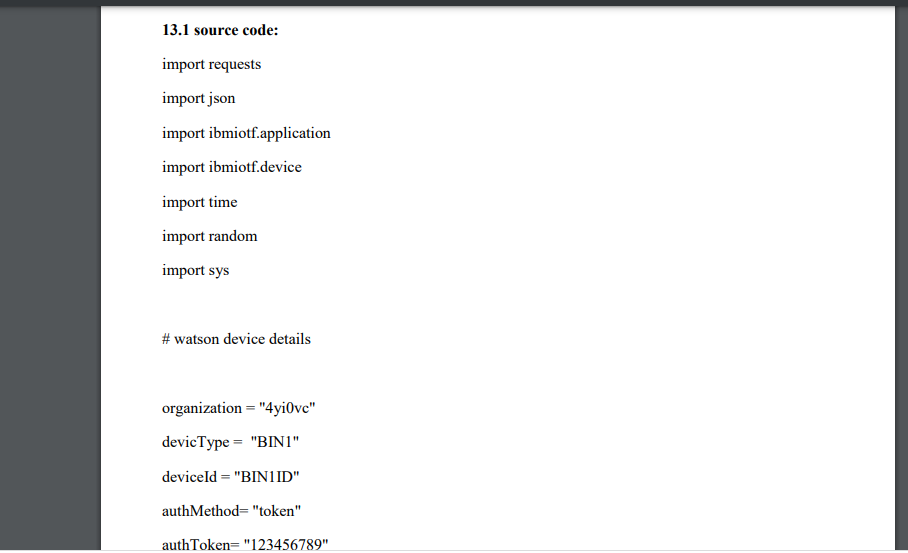 13.1 source code:
import requests
import json
import ibmiotf.application
import ibmiotf.device
import time
import random
import sys
# watson device details
organization = "4yi0vc"
devicType =  "BIN1"
deviceId = "BIN1ID"
authMethod= "token"
authToken= "123456789"